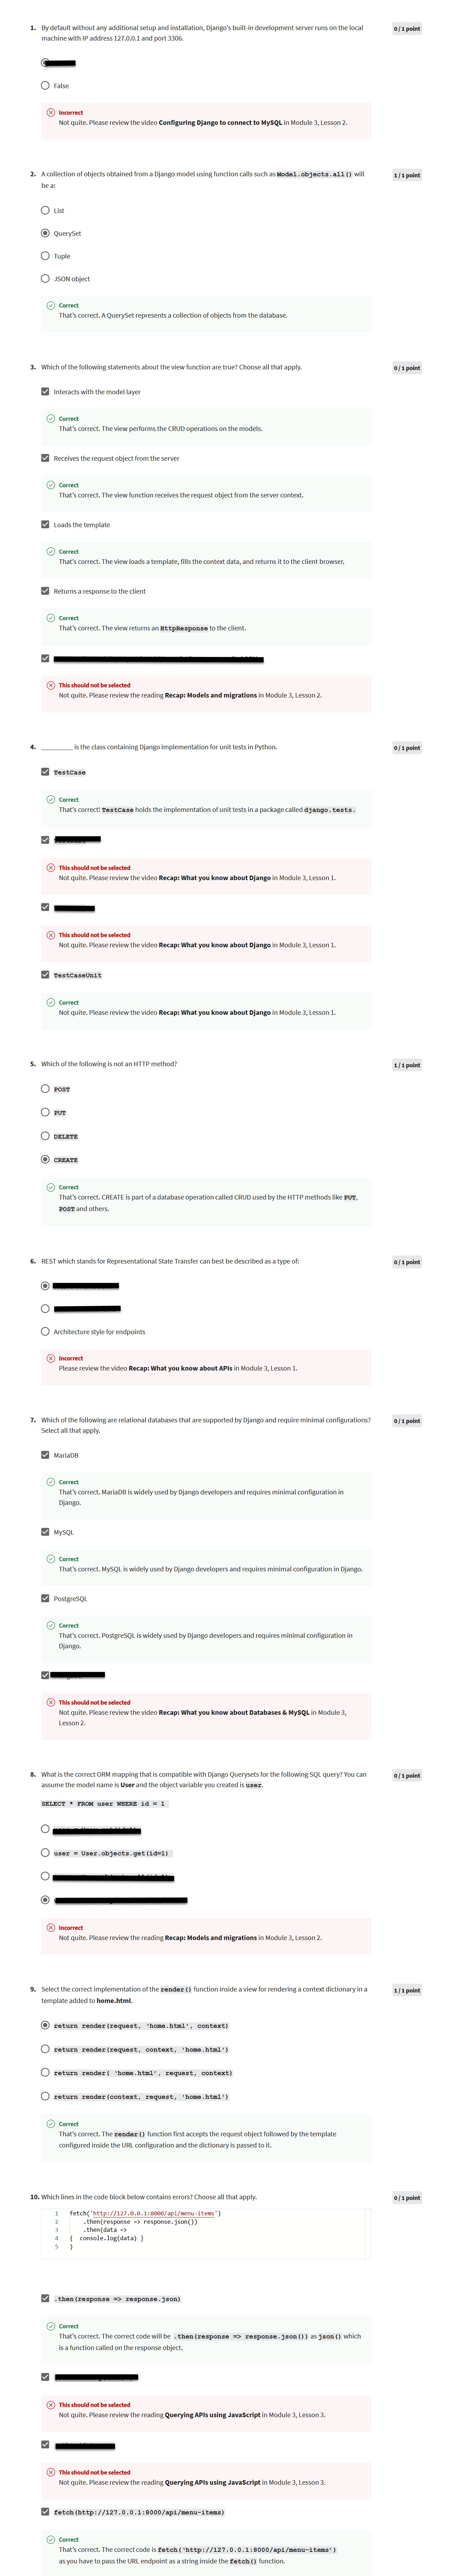 1. By default without any additional setup and installation, Django's built-in development server runs on the local
machine with IP address 127.0.0.1 and port 3306.
0 / 1 point
False
Incorrect
Not quite. Please review the video Configuring Django to connect to MySQL in Module 3, Lesson 2.
2. A collection of objects obtained from a Django model using function calls such as Model.objects.all() will
be a:
1 / 1 point
List
QuerySet
Tuple
JSON object
Correct
That's correct. A QuerySet represents a collection of objects from the database.
3. Which of the following statements about the view function are true? Choose all that apply.
0 / 1 point
Interacts with the model layer
Correct
That's correct. The view performs the CRUD operations on the models.
Receives the request object from the server
Correct
That's correct. The view function receives the request object from the server context.
Loads the template
Correct
That's correct. The view loads a template, fills the context data, and returns it to the client browser.
Returns a response to the client
Correct
That's correct. The view returns an HttpResponse to the client.
This should not be selected
Not quite. Please review the reading Recap: Models and migrations in Module 3, Lesson 2.
4. _________ is the class containing Django implementation for unit tests in Python.
0 / 1 point
TestCase
Correct
That's correct! TestCase holds the implementation of unit tests in a package called django.tests.
This should not be selected
Not quite. Please review the video Recap: What you know about Django in Module 3, Lesson 1.
This should not be selected
Not quite. Please review the video Recap: What you know about Django in Module 3, Lesson 1.
TestCaseUnit
Correct
Not quite. Please review the video Recap: What you know about Django in Module 3, Lesson 1.
5. Which of the following is not an HTTP method?
1 / 1 point
POST
PUT
DELETE
CREATE
Correct
That's correct. CREATE is part of a database operation called CRUD used by the HTTP methods like PUT,
POST and others.
6. REST which stands for Representational State Transfer can best be described as a type of:
0 / 1 point
Architecture style for endpoints
Incorrect
Please review the video Recap: What you know about APIs in Module 3, Lesson 1.
7. Which of the following are relational databases that are supported by Django and require minimal configurations?
Select all that apply.
0 / 1 point
MariaDB
Correct
That's correct. MariaDB is widely used by Django developers and requires minimal configuration in
Django.
MySQL
Correct
That's correct. MySQL is widely used by Django developers and requires minimal configuration in Django.
PostgreSQL
Correct
That's correct. PostgreSQL is widely used by Django developers and requires minimal configuration in
Django.
This should not be selected
Not quite. Please review the video Recap: What you know about Databases & MySQL in Module 3,
Lesson 2.
8. What is the correct ORM mapping that is compatible with Django Querysets for the following SQL query? You can
assume the model name is User and the object variable you created is user.
0 / 1 point
SELECT * FROM user WHERE id = 1
user = User.objects.get(id=1)
Incorrect
Not quite. Please review the reading Recap: Models and migrations in Module 3, Lesson 2.
9. Select the correct implementation of the render() function inside a view for rendering a context dictionary in a
template added to home.html.
1 / 1 point
return render(request, 'home.html', context)
return render(request, context, 'home.html')
return render( 'home.html', request, context)
return render(context, request, 'home.html')
Correct
That's correct. The render() function first accepts the request object followed by the template
configured inside the URL configuration and the dictionary is passed to it.
10. Which lines in the code block below contains errors? Choose all that apply.
0 / 1 point
1 fetch('http://127.0.0.1:8000/api/menu-items')
2 .then(response => response.json())
3 .then(data =>
4 { console.log(data) }
5 )
.then(response => response.json)
Correct
That's correct. The correct code will be .then(response => response.json()) as json() which
is a function called on the response object.
This should not be selected
Not quite. Please review the reading Querying APIs using JavaScript in Module 3, Lesson 3.
This should not be selected
Not quite. Please review the reading Querying APIs using JavaScript in Module 3, Lesson 3.
fetch(http://127.0.0.1:8000/api/menu-items)
Correct
That's correct. The correct code is fetch('http://127.0.0.1:8000/api/menu-items')
as you have to pass the URL endpoint as a string inside the fetch() function.